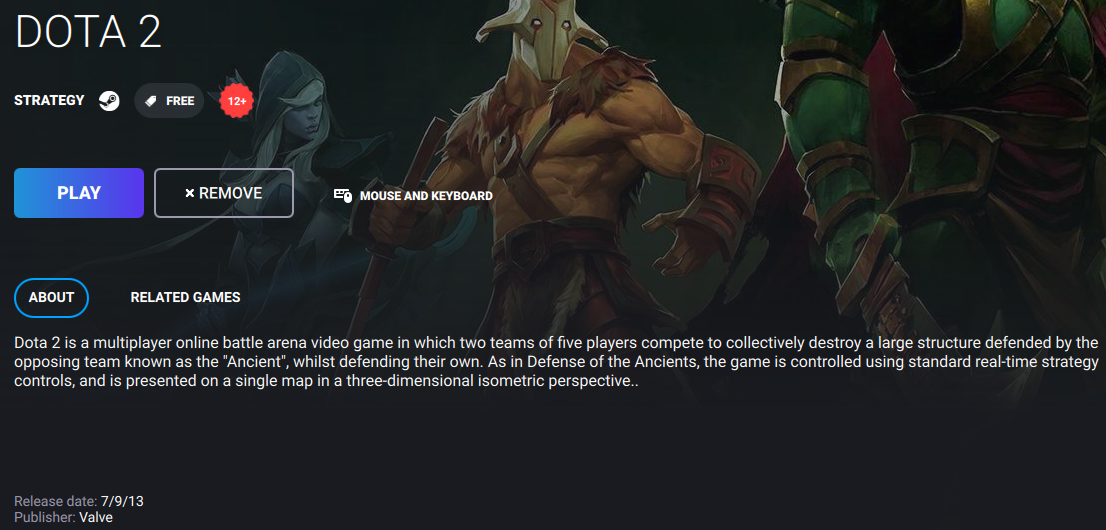 DOTA 2
STRATEGY FREE 12+
PLAY × REMOVE MOUSE AND KEYBOARD
ABOUT RELATED GAMES
Dota 2 is a multiplayer online battle arena video game in which two teams of five players compete to collectively destroy a large structure defended by the
opposing team known as the "Ancient", whilst defending their own. As in Defense of the Ancients, the game is controlled using standard real-time strategy
controls, and is presented on a single map in a three-dimensional isometric perspective..
Release date: 7/9/13
Publisher: Valve